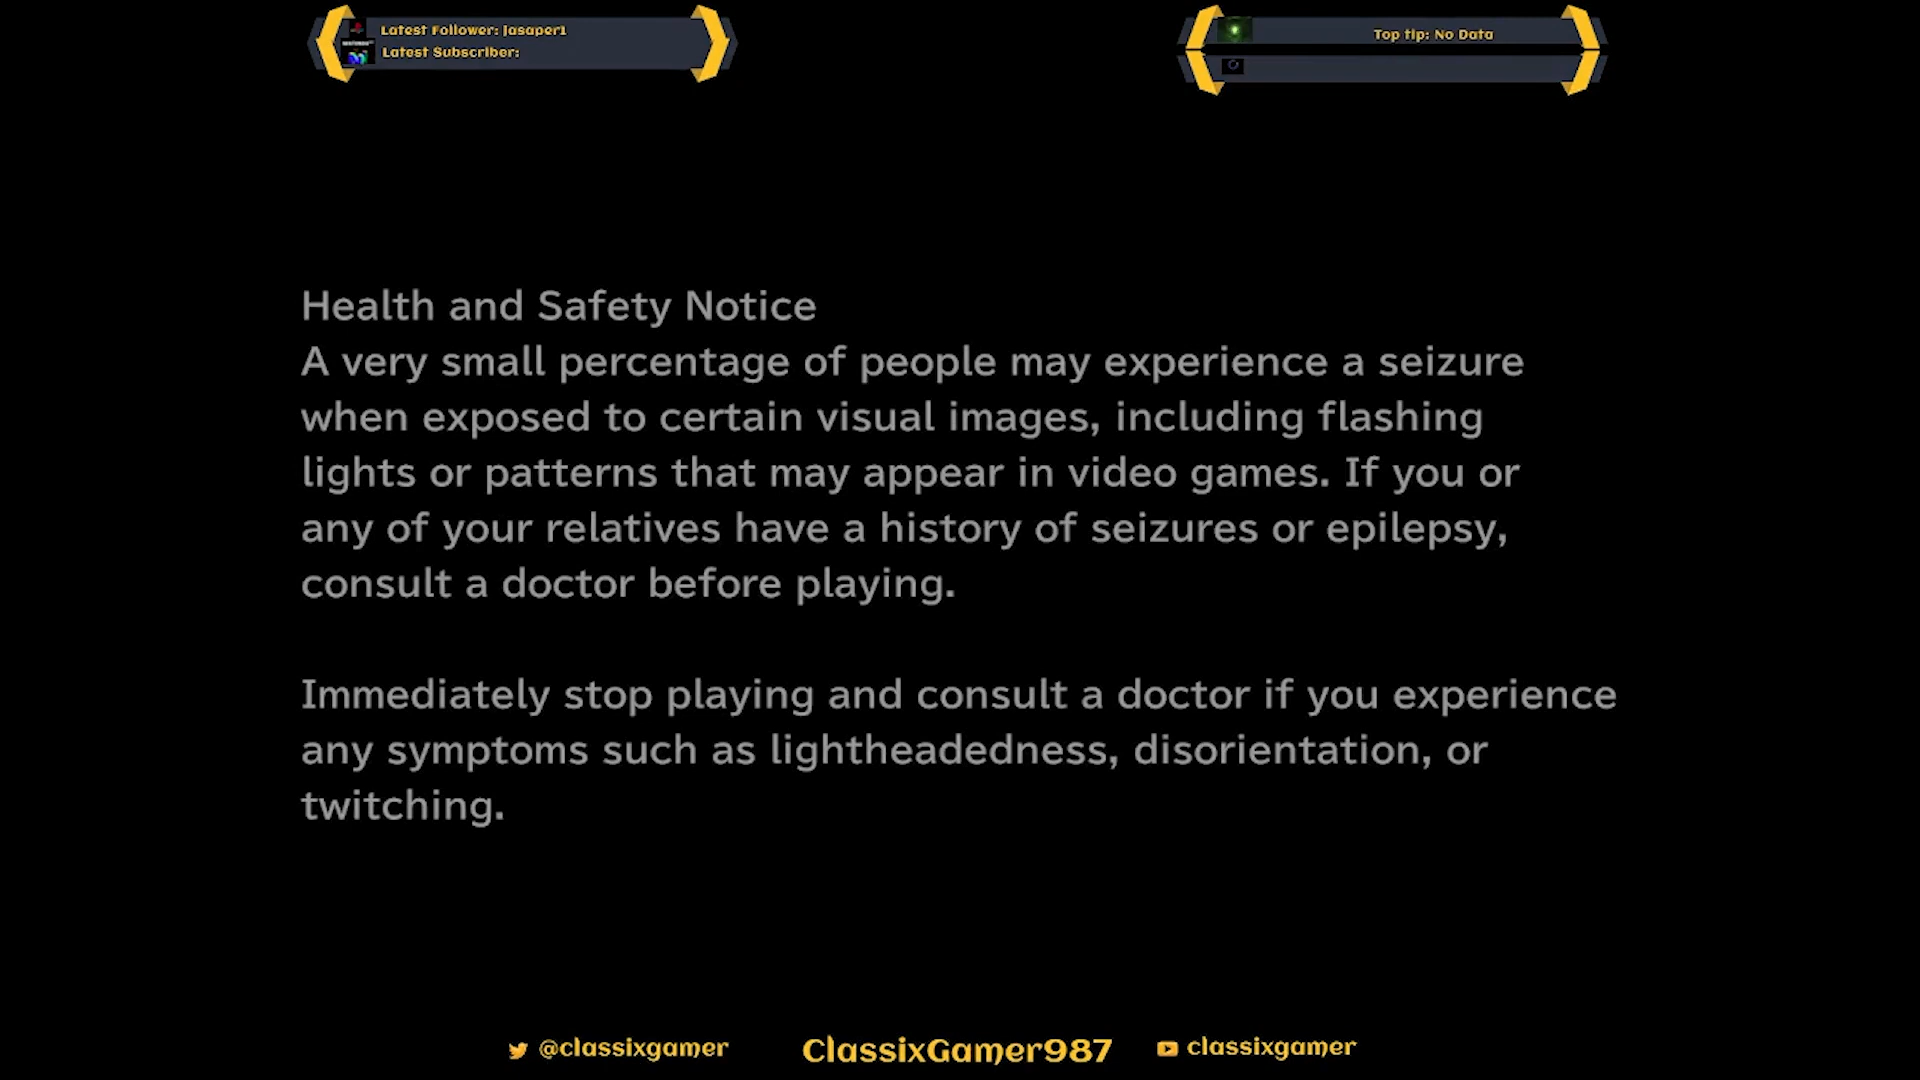 Latest Follower: Jasaper1
Latest Subscriber:
Top tip: No Data
Health and Safety Notice
A very small percentage of people may experience a seizure
when exposed to certain visual images, including flashing
lights or patterns that may appear in video games. If you or
any of your relatives have a history of seizures or epilepsy,
consult a doctor before playing.
Immediately stop playing and consult a doctor if you experience
any symptoms such as lightheadedness, disorientation, or
twitching.
@classixgamer
ClassixGamer987
classixgamer